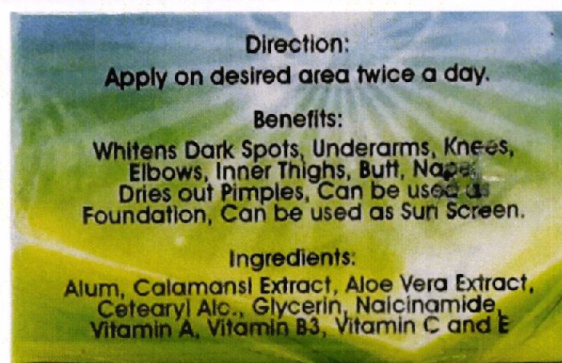 Direction:
Apply on desired area twice a day.
Benefits:
Whitens Dark Spots, Underarms, Knees,
Elbows, Inner Thighs, Butt, Nape,
Dries out Pimples, Can be used as
Foundation, Can be used as Sun Screen.
Ingredients:
Alum, Calamansi Extract, Aloe Vera Extract,
Cetearyl Alc., Glycerin, Naicinamide,
Vitamin A, Vitamin B3, Vitamin C and E